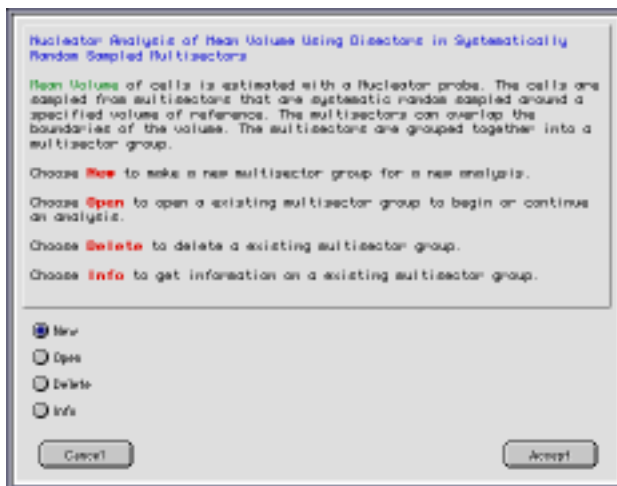 Nucleator Analysis of Mean Volume Using Disectors in Systematically
Random Sampled Multisectors
Mean Volume of cells is estimated with a Nucleator probe. The cells are
sampled from multisectors that are systematic random sampled around a
specified volume of reference. The multisectors can overlap the
boundaries of the volume. The multisectors are grouped together into a
multisector group.
Choose New to make a new multisector group for a new analysis.
Choose Open to open a existing multisector group to begin or continue
an analysis.
Choose Delete to delete a existing multisector group.
Choose Info to get information on a existing multisector group.
New
Open
Delete
Info
Cancel
Accept